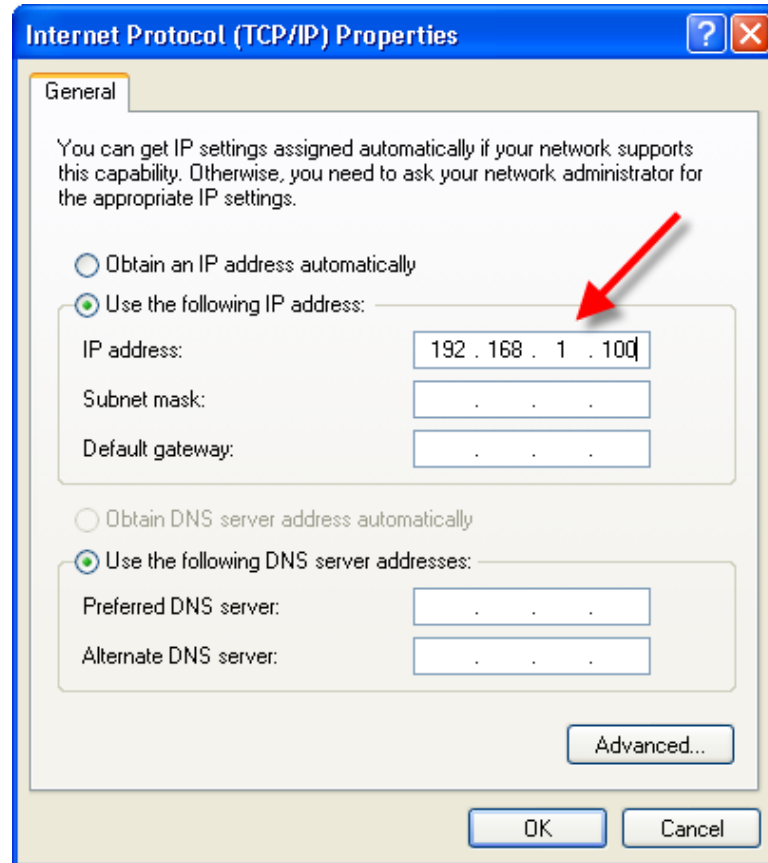 Internet Protocol (TCP/IP) Properties
General
You can get IP settings assigned automatically if your network supports
this capability. Otherwise, you need to ask your network administrator for
the appropriate IP settings.
Obtain an IP address automatically
Use the following IP address:
IP address: 192 . 168 . 1 . 100
Subnet mask: . . .
Default gateway: . . .
Obtain DNS server address automatically
Use the following DNS server addresses:
Preferred DNS server: . . .
Alternate DNS server: . . .
Advanced...
OK Cancel